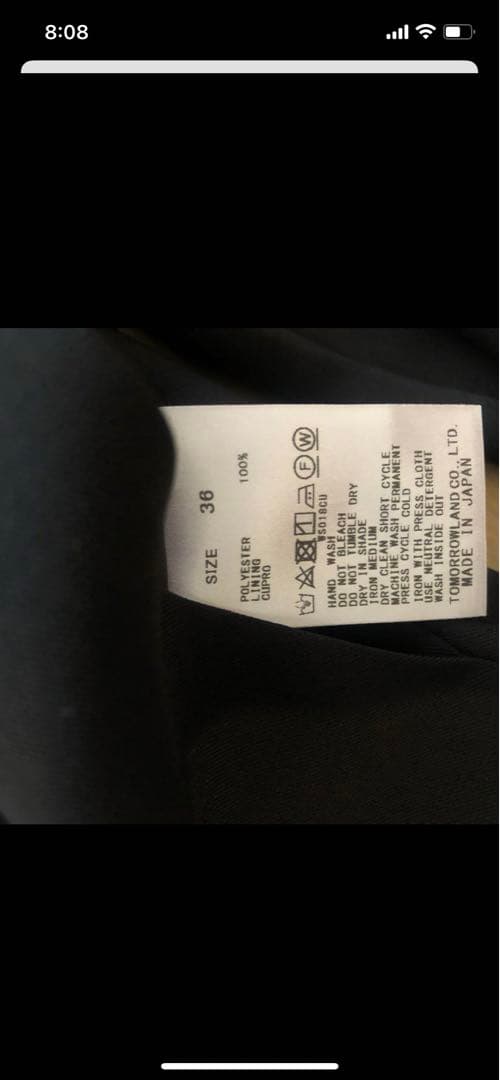 8:08
SIZE 36
POLYESTER 100%
LINING
CUPRO
F W
WS018CU
HAND WASH
DO NOT BLEACH
DO NOT TUMBLE DRY
DRY IN SHADE
IRON MEDIUM
DRY CLEAN SHORT CYCLE
MACHINE WASH PERMANENT
PRESS CYCLE COLD
IRON WITH PRESS CLOTH
USE NEUTRAL DETERGENT
WASH INSIDE OUT
TOMORROWLAND CO., LTD.
MADE IN JAPAN